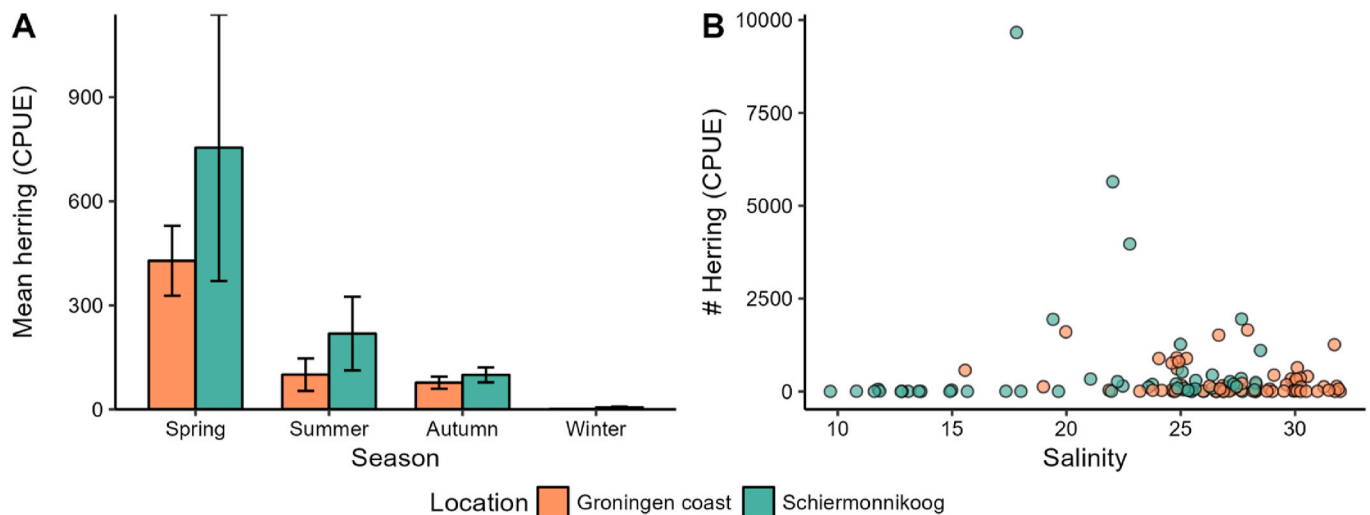 A
Mean herring (CPUE)
900
600
300
0
Spring Summer Autumn Winter
Season
B
# Herring (CPUE)
10000
7500
5000
2500
0
10 15 20 25 30
Salinity
Location Groningen coast Schiermonnikoog